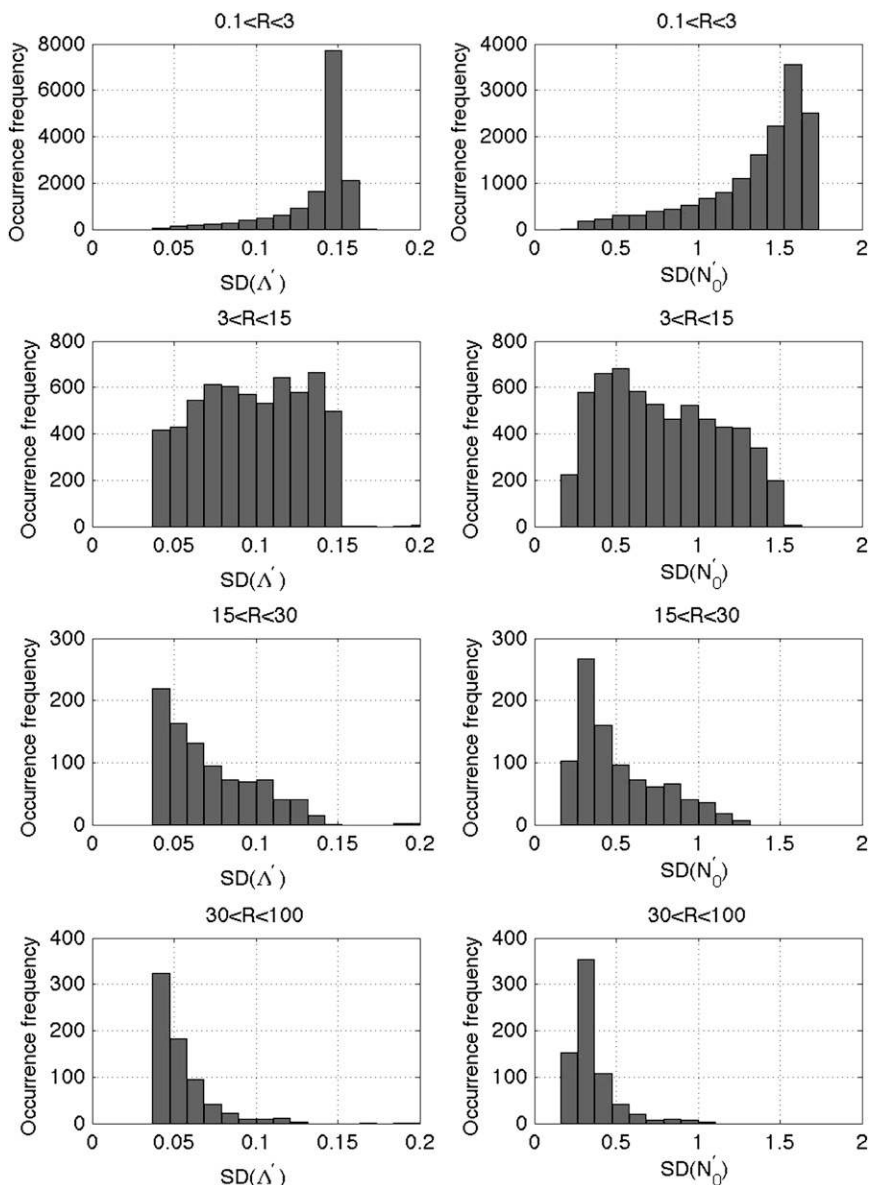 0.1<R<3
Occurrence frequency
8000
6000
4000
2000
0
0 0.05 0.1 0.15 0.2
SD(Λ′)
0.1<R<3
Occurrence frequency
4000
3000
2000
1000
0
0 0.5 1 1.5 2
SD(N′₀)
3<R<15
Occurrence frequency
800
600
400
200
0
0 0.05 0.1 0.15 0.2
SD(Λ′)
3<R<15
Occurrence frequency
800
600
400
200
0
0 0.5 1 1.5 2
SD(N′₀)
15<R<30
Occurrence frequency
300
200
100
0
0 0.05 0.1 0.15 0.2
SD(Λ′)
15<R<30
Occurrence frequency
300
200
100
0
0 0.5 1 1.5 2
SD(N′₀)
30<R<100
Occurrence frequency
400
300
200
100
0
0 0.05 0.1 0.15 0.2
SD(Λ′)
30<R<100
Occurrence frequency
400
300
200
100
0
0 0.5 1 1.5 2
SD(N′₀)